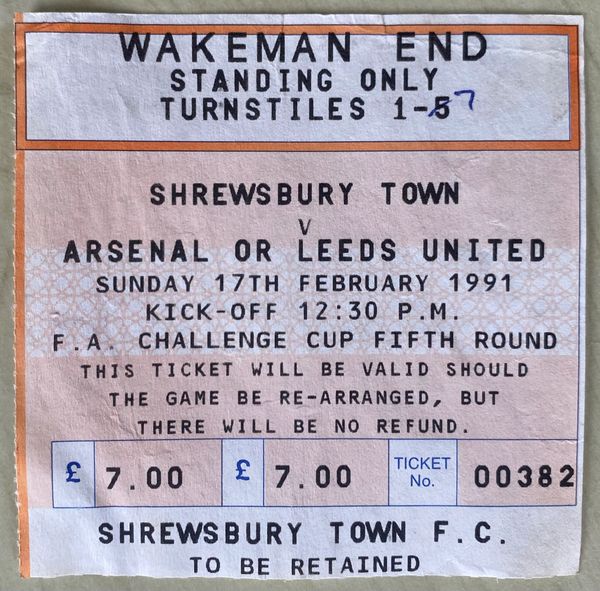 WAKEMAN END
STANDING ONLY
TURNSTILES 1-5 7
SHREWSBURY TOWN
V
ARSENAL OR LEEDS UNITED
SUNDAY 17TH FEBRUARY 1991
KICK-OFF 12:30 P.M.
F.A. CHALLENGE CUP FIFTH ROUND
THIS TICKET WILL BE VALID SHOULD
THE GAME BE RE-ARRANGED, BUT
THERE WILL BE NO REFUND.
£ 7.00 £ 7.00 TICKET No. 00382
SHREWSBURY TOWN F.C.
TO BE RETAINED